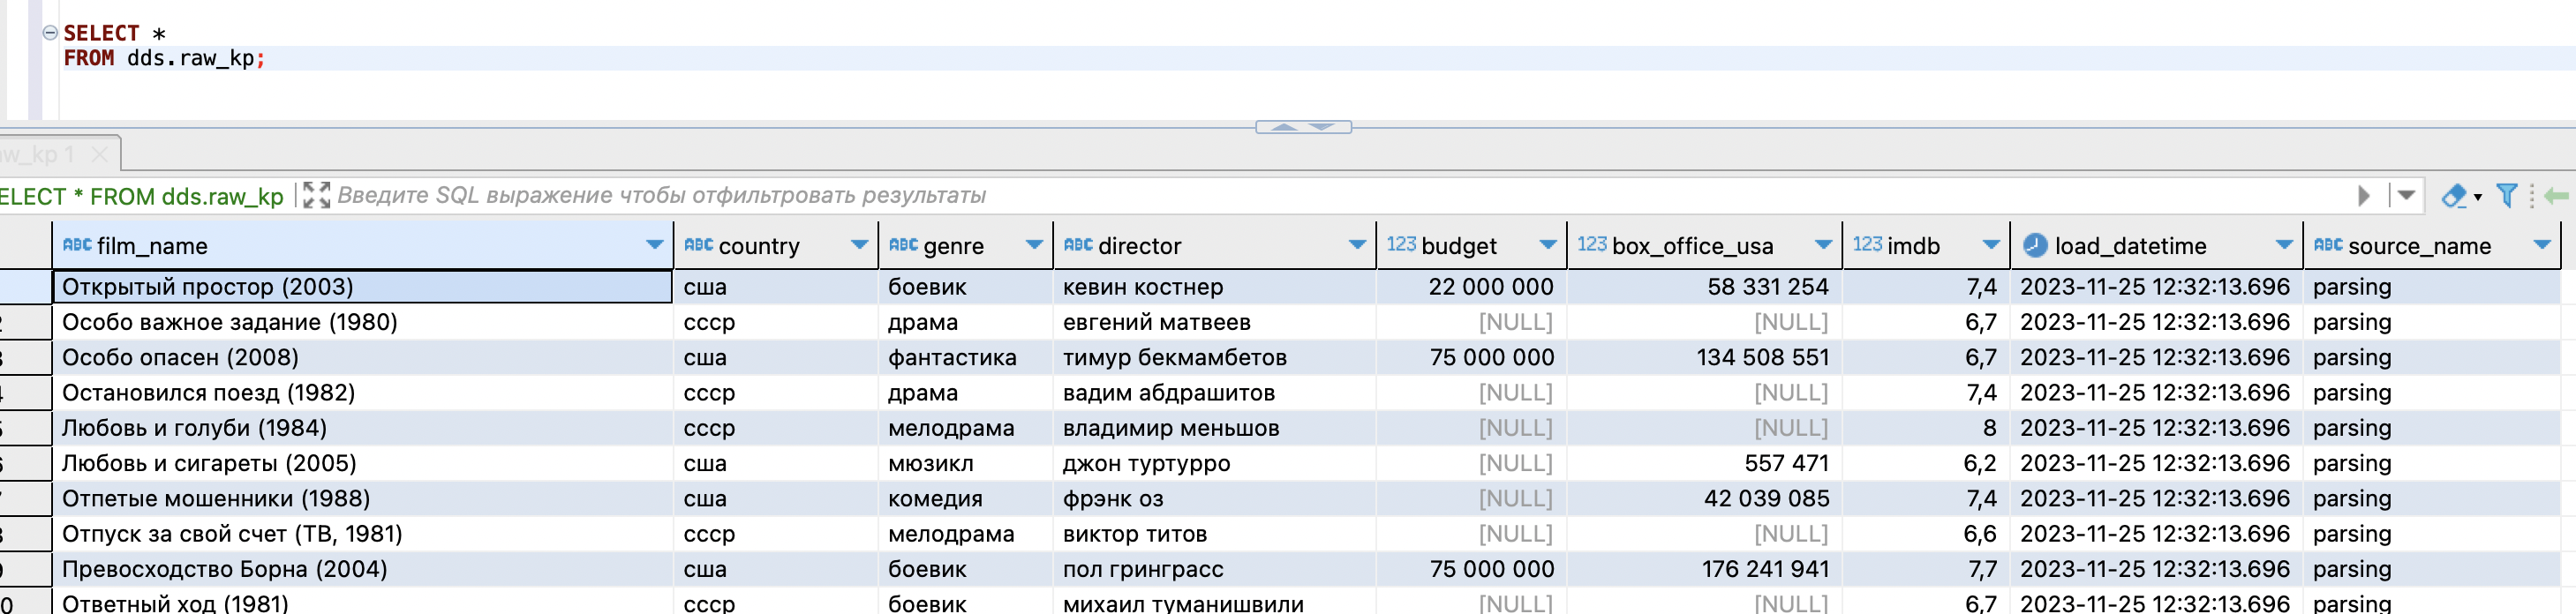 SELECT *
FROM dds.raw_kp;
aw_kp 1
ELECT * FROM dds.raw_kp Введите SQL выражение чтобы отфильтровать результаты
ABC film_name ABC country ABC genre ABC director 123 budget 123 box_office_usa 123 imdb load_datetime ABC source_name
Открытый простор (2003) сша боевик кевин костнер 22 000 000 58 331 254 7,4 2023-11-25 12:32:13.696 parsing
2 Особо важное задание (1980) ссср драма евгений матвеев [NULL] [NULL] 6,7 2023-11-25 12:32:13.696 parsing
3 Особо опасен (2008) сша фантастика тимур бекмамбетов 75 000 000 134 508 551 6,7 2023-11-25 12:32:13.696 parsing
4 Остановился поезд (1982) ссср драма вадим абдрашитов [NULL] [NULL] 7,4 2023-11-25 12:32:13.696 parsing
5 Любовь и голуби (1984) ссср мелодрама владимир меньшов [NULL] [NULL] 8 2023-11-25 12:32:13.696 parsing
6 Любовь и сигареты (2005) сша мюзикл джон туртурро [NULL] 557 471 6,2 2023-11-25 12:32:13.696 parsing
7 Отпетые мошенники (1988) сша комедия фрэнк оз [NULL] 42 039 085 7,4 2023-11-25 12:32:13.696 parsing
8 Отпуск за свой счет (ТВ, 1981) ссср мелодрама виктор титов [NULL] [NULL] 6,6 2023-11-25 12:32:13.696 parsing
9 Превосходство Борна (2004) сша боевик пол гринграсс 75 000 000 176 241 941 7,7 2023-11-25 12:32:13.696 parsing
0 Ответный ход (1981) ссср боевик михаил туманишвили [NULL] [NULL] 6,7 2023-11-25 12:32:13.696 parsing